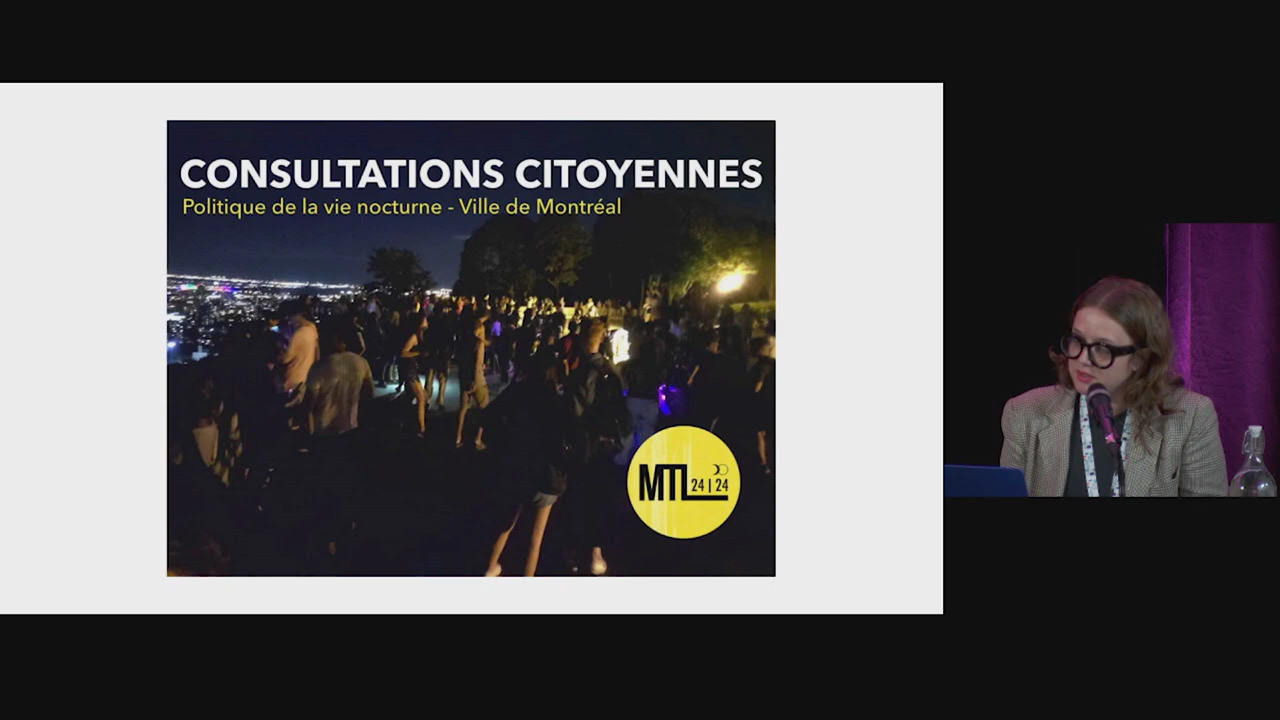 CONSULTATIONS CITOYENNES
Politique de la vie nocturne - Ville de Montréal
MTL 24 | 24